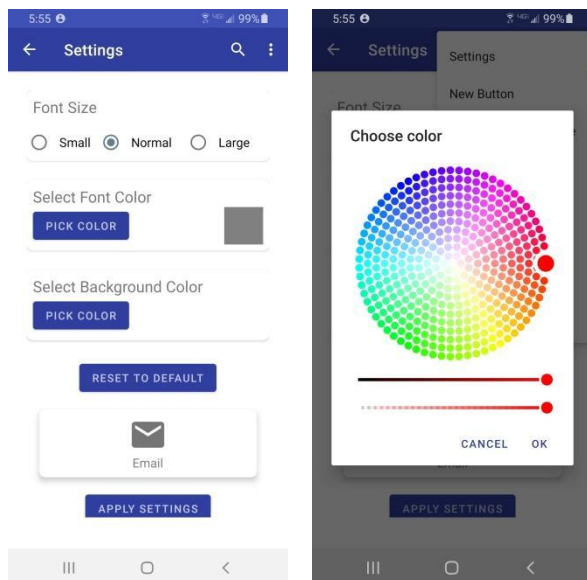 5:55 99%
Settings
Font Size
Small Normal Large
Select Font Color
PICK COLOR
Select Background Color
PICK COLOR
RESET TO DEFAULT
Email
APPLY SETTINGS
5:55 99%
Settings
Settings
New Button
Font Size
Choose color
CANCEL OK
APPLY SETTINGS